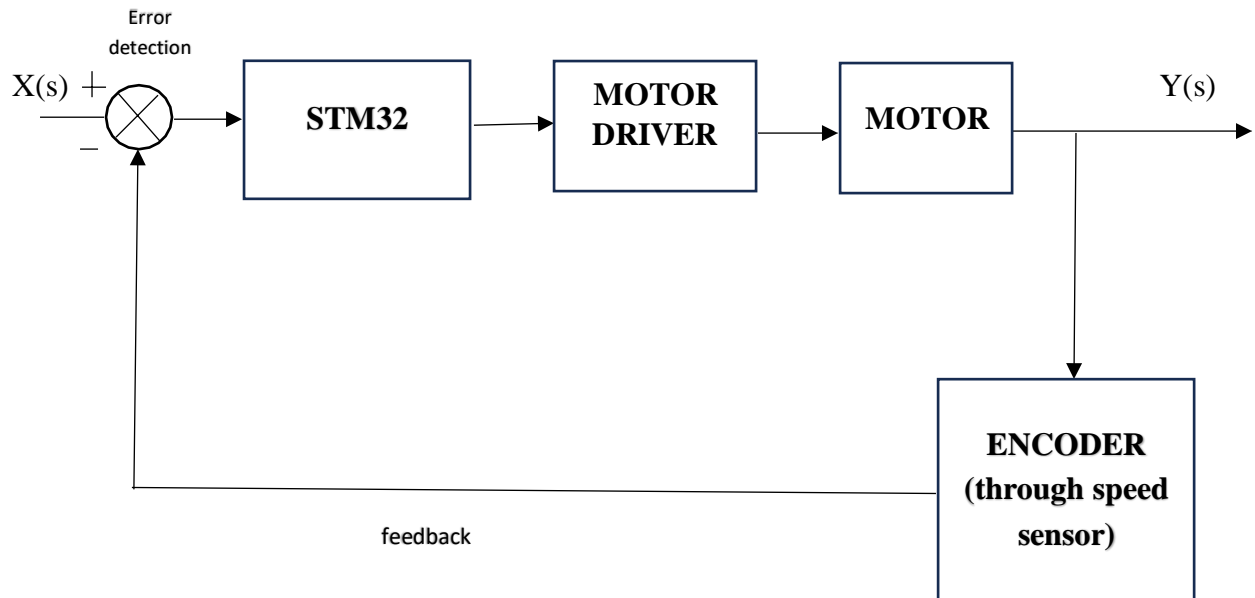 Error
detection
X(s)
+
−
STM32
MOTOR
DRIVER
MOTOR
Y(s)
ENCODER
(through speed
sensor)
feedback